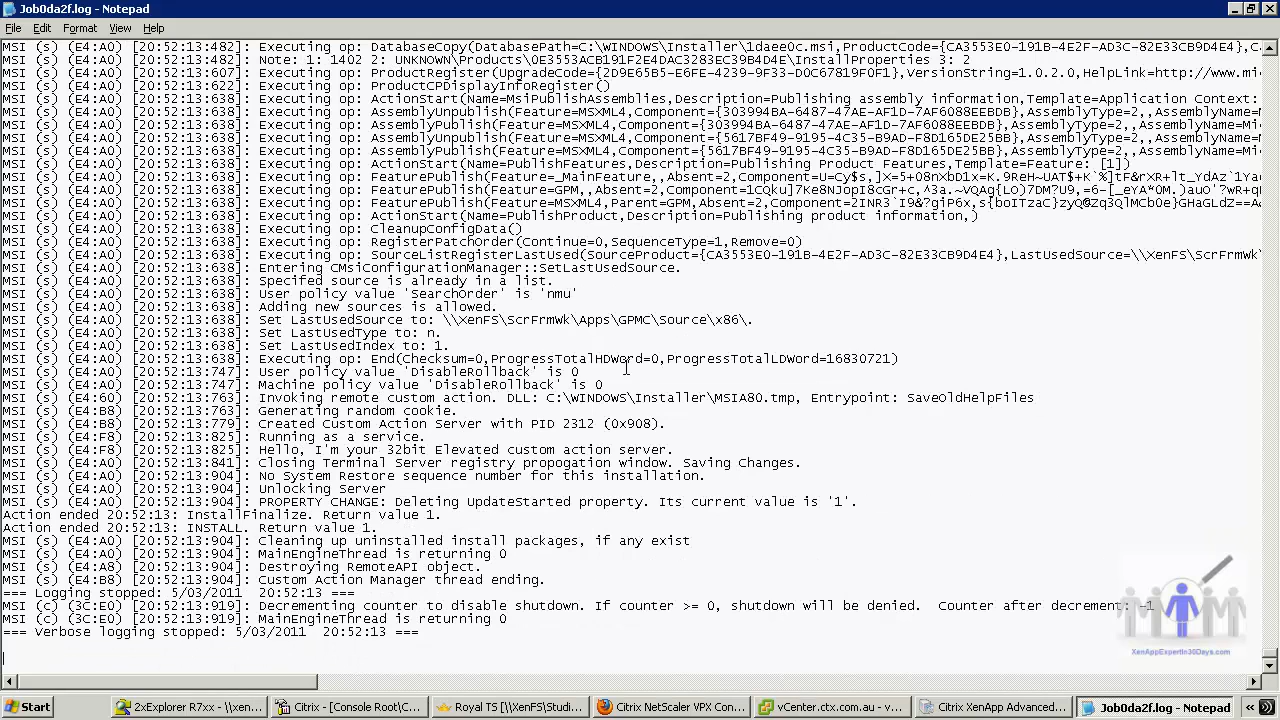 Job0da2f.log - Notepad
File Edit Format View Help
MSI (s) (E4:A0) [20:52:13:482]: Executing op: DatabaseCopy(DatabasePath=C:\WINDOWS\Installer\1daee0c.msi,ProductCode={CA3553E0-191B-4E2F-AD3C-82E33CB9D4E4},C
MSI (s) (E4:A0) [20:52:13:482]: Note: 1: 1402 2: UNKNOWN\Products\0E3523ACB191F2E4DAC3283EC39B4D4E\InstallProperties 3: 2
MSI (s) (E4:A0) [20:52:13:607]: Executing op: ProductRegister(UpgradeCode={2D9E65B5-E6FE-4239-9F33-D0C67819F0F1},VersionString=1.0.2.0,HelpLink=http://www.mi
MSI (s) (E4:A0) [20:52:13:622]: Executing op: ProductCPDisplayInfoRegister()
MSI (s) (E4:A0) [20:52:13:638]: Executing op: ActionStart(Name=MsiPublishAssemblies,Description=Publishing assembly information,Template=Application Context:
MSI (s) (E4:A0) [20:52:13:638]: Executing op: AssemblyUnpublish(Feature=MSXML4,Component={303994BA-6487-47AE-AF1D-7AF6088EEBDB},AssemblyType=2,,AssemblyName=Mi
MSI (s) (E4:A0) [20:52:13:638]: Executing op: AssemblyPublish(Feature=MSXML4,Component={303994BA-6487-47AE-AF1D-7AF6088EEBDB},AssemblyType=2,,AssemblyName=Mi
MSI (s) (E4:A0) [20:52:13:638]: Executing op: AssemblyPublish(Feature=MSXML4,Component={5617BF49-9195-4C35-B9AD-F8D165DE25BB},AssemblyType=2,,AssemblyName=Mi
MSI (s) (E4:A0) [20:52:13:638]: Executing op: AssemblyPublish(Feature=MSXML4,Component={5617BF49-9195-4C35-B9AD-F8D165DE25BB},AssemblyType=2,,AssemblyName=Mi
MSI (s) (E4:A0) [20:52:13:638]: Executing op: ActionStart(Name=PublishFeatures,Description=Publishing Product Features,Template=Feature: [1])
MSI (s) (E4:A0) [20:52:13:638]: Executing op: FeaturePublish(Feature=_MainFeature,,Absent=2,Component=
MSI (s) (E4:A0) [20:52:13:638]: Executing op: FeaturePublish(Feature=GPM,,Absent=2,Component=
MSI (s) (E4:A0) [20:52:13:638]: Executing op: FeaturePublish(Feature=MSXML4,Parent=GPM,Absent=2,Component=
MSI (s) (E4:A0) [20:52:13:638]: Executing op: ActionStart(Name=PublishProduct,Description=Publishing product information,)
MSI (s) (E4:A0) [20:52:13:638]: Executing op: CleanupConfigData()
MSI (s) (E4:A0) [20:52:13:638]: Executing op: RegisterPatchOrder(Continue=0,SequenceType=1,Remove=0)
MSI (s) (E4:A0) [20:52:13:638]: Executing op: SourceListRegisterLastUsed(SourceProduct={CA3553E0-191B-4E2F-AD3C-82E33CB9D4E4},LastUsedSource=\\XenFS\ScrFrmWk\
MSI (s) (E4:A0) [20:52:13:638]: Entering CMsiConfigurationManager::SetLastUsedSource.
MSI (s) (E4:A0) [20:52:13:638]: Specifed source is already in a list.
MSI (s) (E4:A0) [20:52:13:638]: User policy value 'SearchOrder' is 'nmu'
MSI (s) (E4:A0) [20:52:13:638]: Adding new sources is allowed.
MSI (s) (E4:A0) [20:52:13:638]: Set LastUsedSource to: \\XenFS\ScrFrmWk\Apps\GPMC\Source\x86\.
MSI (s) (E4:A0) [20:52:13:638]: Set LastUsedType to: n.
MSI (s) (E4:A0) [20:52:13:638]: Set LastUsedIndex to: 1.
MSI (s) (E4:A0) [20:52:13:638]: Executing op: End(Checksum=0,ProgressTotalHDWord=0,ProgressTotalLDWord=16830721)
MSI (s) (E4:A0) [20:52:13:747]: User policy value 'DisableRollback' is 0
MSI (s) (E4:A0) [20:52:13:747]: Machine policy value 'DisableRollback' is 0
MSI (s) (E4:60) [20:52:13:763]: Invoking remote custom action. DLL: C:\WINDOWS\Installer\MSIA80.tmp, Entrypoint: SaveOldHelpFiles
MSI (s) (E4:B8) [20:52:13:763]: Generating random cookie.
MSI (s) (E4:B8) [20:52:13:779]: Created Custom Action Server with PID 2312 (0x908).
MSI (s) (E4:F8) [20:52:13:825]: Running as a service.
MSI (s) (E4:F8) [20:52:13:825]: Hello, I'm your 32bit Elevated custom action server.
MSI (s) (E4:A0) [20:52:13:841]: Closing Terminal Server registry propogation window. Saving Changes.
MSI (s) (E4:A0) [20:52:13:904]: No System Restore sequence number for this installation.
MSI (s) (E4:A0) [20:52:13:904]: Unlocking Server
MSI (s) (E4:A0) [20:52:13:904]: PROPERTY CHANGE: Deleting UpdateStarted property. Its current value is '1'.
Action ended 20:52:13: InstallFinalize. Return value 1.
Action ended 20:52:13: INSTALL. Return value 1.
MSI (s) (E4:A0) [20:52:13:904]: Cleaning up uninstalled install packages, if any exist
MSI (s) (E4:A0) [20:52:13:904]: MainEngineThread is returning 0
MSI (s) (E4:A8) [20:52:13:904]: Destroying RemoteAPI object.
MSI (s) (E4:B8) [20:52:13:904]: Custom Action Manager thread ending.
=== Logging stopped: 5/03/2011  20:52:13 ===
MSI (c) (3C:E0) [20:52:13:919]: Decrementing counter to disable shutdown. If counter >= 0, shutdown will be denied.  Counter after decrement: -1
MSI (c) (3C:E0) [20:52:13:919]: MainEngineThread is returning 0
=== Verbose logging stopped: 5/03/2011  20:52:13 ===
XenAppExpertIn30Days.com
Start 2xExplorer R7xx - [\\xen... Citrix - [Console Root\C... Royal TS [\\XenFS\Studi... Citrix NetScaler VPX Con... vCenter.ctx.com.au - v... Citrix XenApp Advanced... Job0da2f.log - Notepad